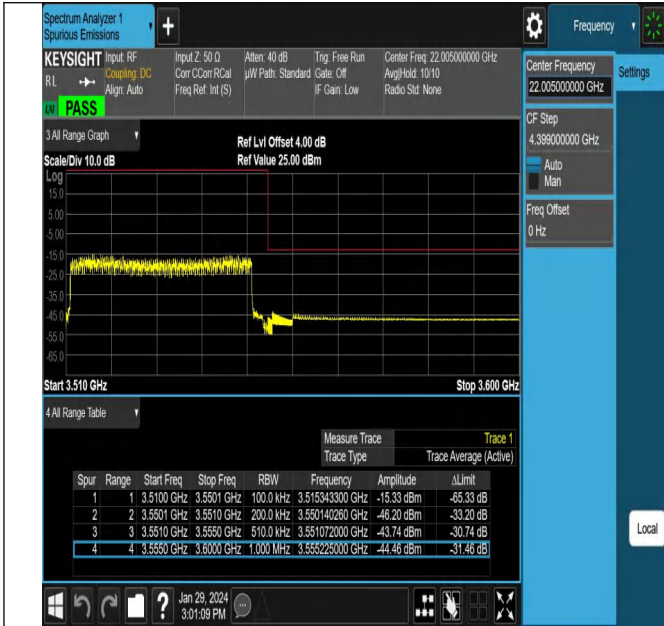 Spectrum Analyzer 1
Spurious Emissions
+
Frequency
KEYSIGHT
RL
Input: RF
Coupling: DC
Align: Auto
Input Z: 50 Ω
Corr CCorr RCal
Freq Ref: Int (S)
Atten: 40 dB
µW Path: Standard
Trig: Free Run
Gate: Off
IF Gain: Low
Center Freq: 22.005000000 GHz
Avg|Hold: 10/10
Radio Std: None
PASS
Center Frequency
22.005000000 GHz
Settings
CF Step
4.399000000 GHz
Auto
Man
Freq Offset
0 Hz
Local
3 All Range Graph
Ref Lvl Offset 4.00 dB
Scale/Div 10.0 dB
Ref Value 25.00 dBm
Log
15.0
5.00
-5.00
-15.0
-25.0
-35.0
-45.0
-55.0
-65.0
Start 3.510 GHz
Stop 3.600 GHz
4 All Range Table
Measure Trace Trace 1
Trace Type Trace Average (Active)
Spur Range Start Freq Stop Freq RBW Frequency Amplitude ΔLimit
1 1 3.5100 GHz 3.5501 GHz 100.0 kHz 3.515343300 GHz -15.33 dBm -65.33 dB
2 2 3.5501 GHz 3.5510 GHz 200.0 kHz 3.550140260 GHz -46.20 dBm -33.20 dB
3 3 3.5510 GHz 3.5550 GHz 510.0 kHz 3.551072000 GHz -43.74 dBm -30.74 dB
4 4 3.5550 GHz 3.6000 GHz 1.000 MHz 3.555225000 GHz -44.46 dBm -31.46 dB
?
Jan 29, 2024
3:01:09 PM